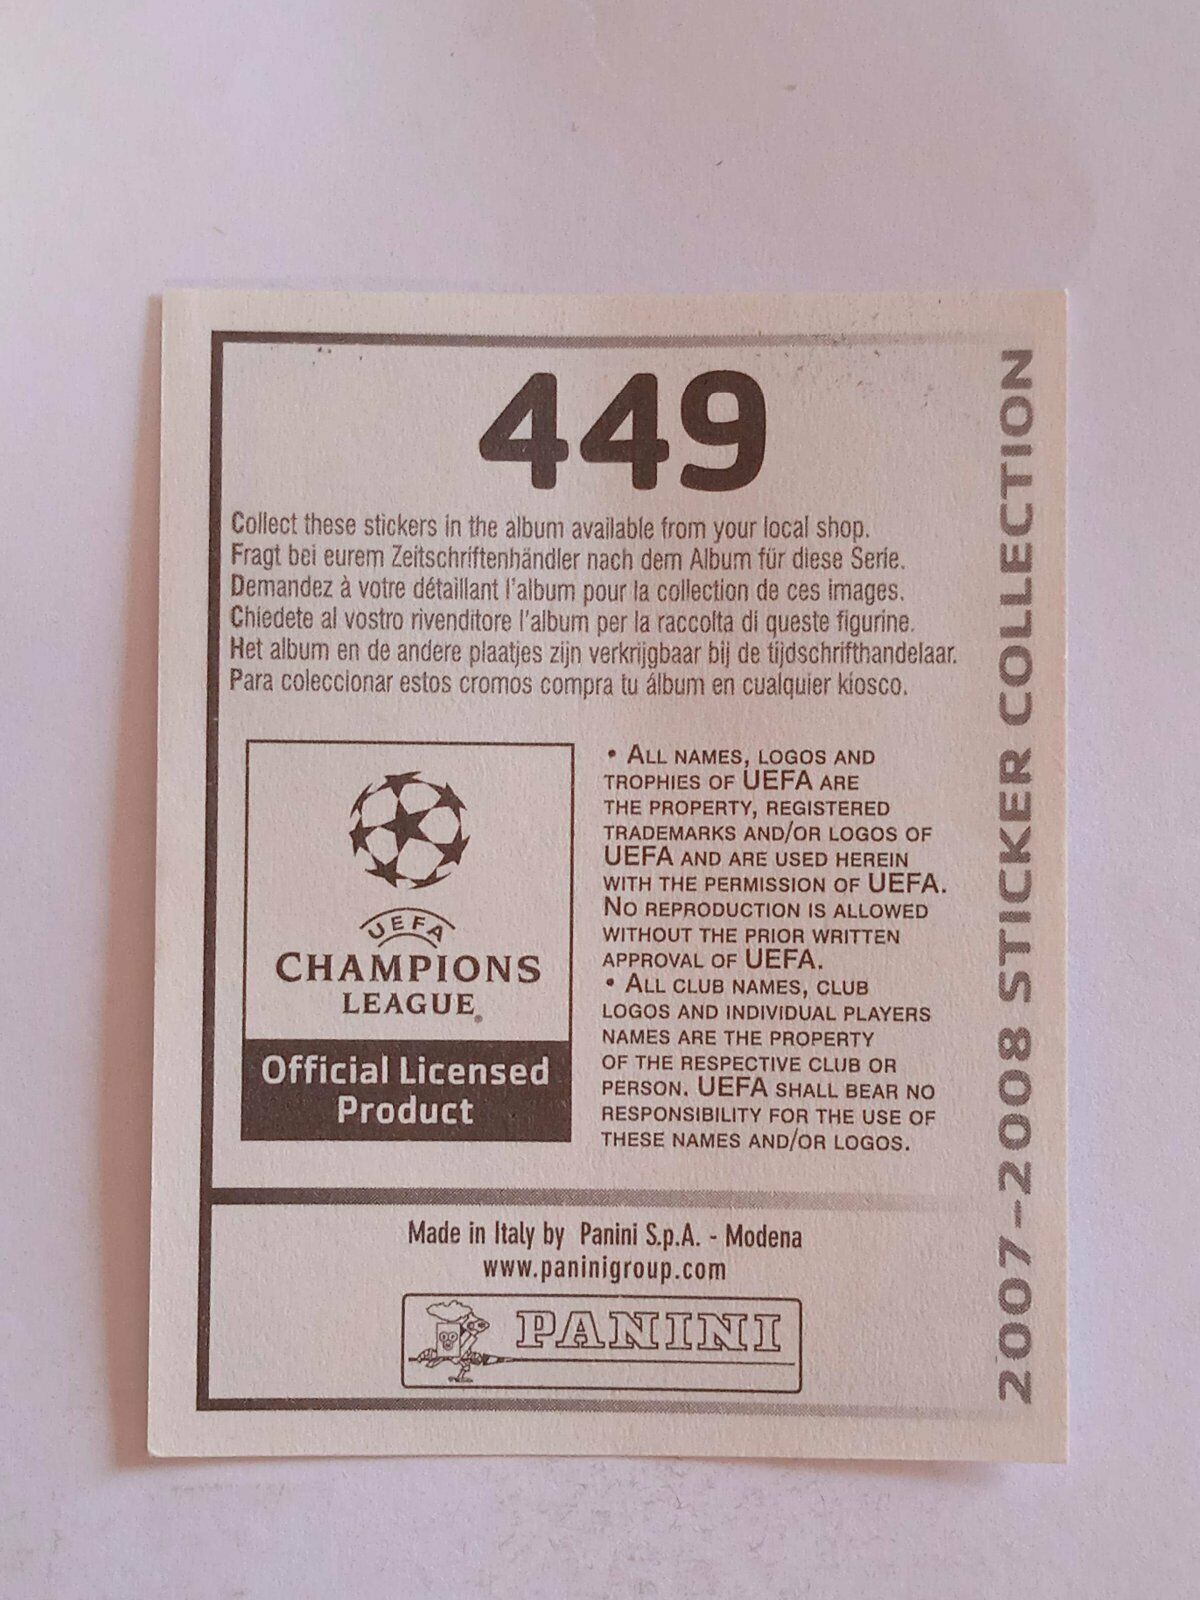 449
Collect these stickers in the album available from your local shop.
Fragt bei eurem Zeitschriftenhändler nach dem Album für diese Serie.
Demandez à votre détaillant l'album pour la collection de ces images.
Chiedete al vostro rivenditore l'album per la raccolta di queste figurine.
Het album en de andere plaatjes zijn verkrijgbaar bij de tijdschrifthandelaar.
Para coleccionar estos cromos compra tu álbum en cualquier kiosco.
UEFA
CHAMPIONS
LEAGUE®
Official Licensed
Product
• ALL NAMES, LOGOS AND
TROPHIES OF UEFA ARE
THE PROPERTY, REGISTERED
TRADEMARKS AND/OR LOGOS OF
UEFA AND ARE USED HEREIN
WITH THE PERMISSION OF UEFA.
NO REPRODUCTION IS ALLOWED
WITHOUT THE PRIOR WRITTEN
APPROVAL OF UEFA.
• ALL CLUB NAMES, CLUB
LOGOS AND INDIVIDUAL PLAYERS
NAMES ARE THE PROPERTY
OF THE RESPECTIVE CLUB OR
PERSON. UEFA SHALL BEAR NO
RESPONSIBILITY FOR THE USE OF
THESE NAMES AND/OR LOGOS.
Made in Italy by Panini S.p.A. - Modena
www.paninigroup.com
PANINI
2007-2008 STICKER COLLECTION